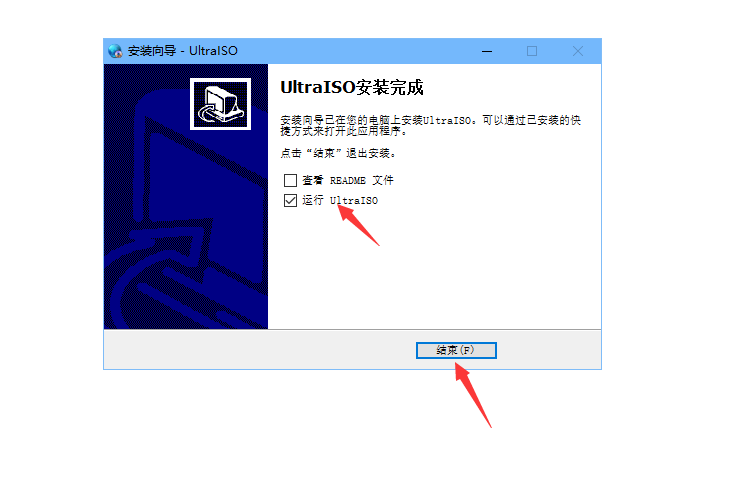 安装向导 - UltraISO
UltraISO安装完成
安装向导已在您的电脑上安装UltraISO。可以通过已安装的快
捷方式来打开此应用程序。
点击“结束”退出安装。
查看 README 文件
运行 UltraISO
结束(F)